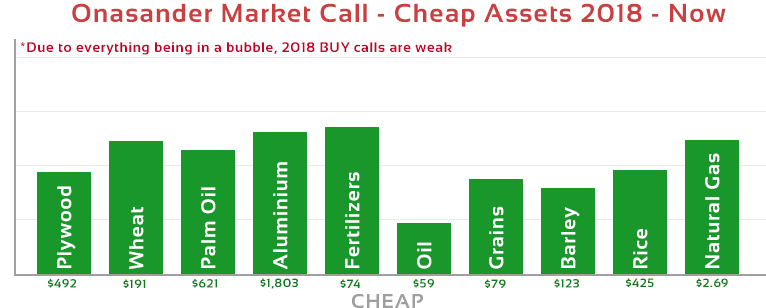 Onasander Market Call - Cheap Assets 2018 - Now
*Due to everything being in a bubble, 2018 BUY calls are weak
Plywood
Wheat
Palm Oil
Aluminium
Fertilizers
Oil
Grains
Barley
Rice
Natural Gas
$492 $191 $621 $1,803 $74 $59 $79 $123 $425 $2.69
CHEAP